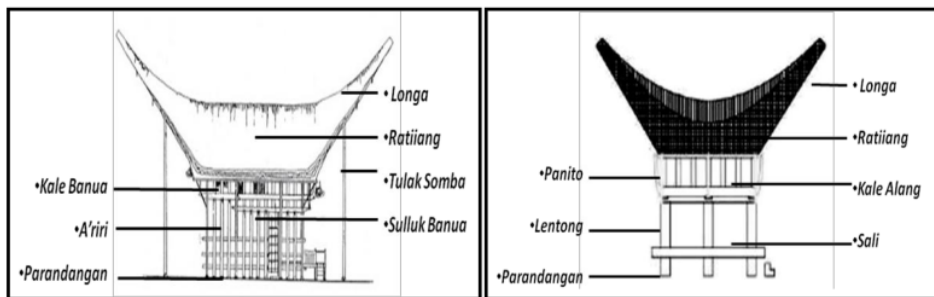 •Longa
•Ratiiang
•Kale Banua
•Tulak Somba
•A'riri
•Sulluk Banua
•Parandangan
•Longa
•Ratiiang
•Panito
•Kale Alang
•Lentong
•Sali
•Parandangan